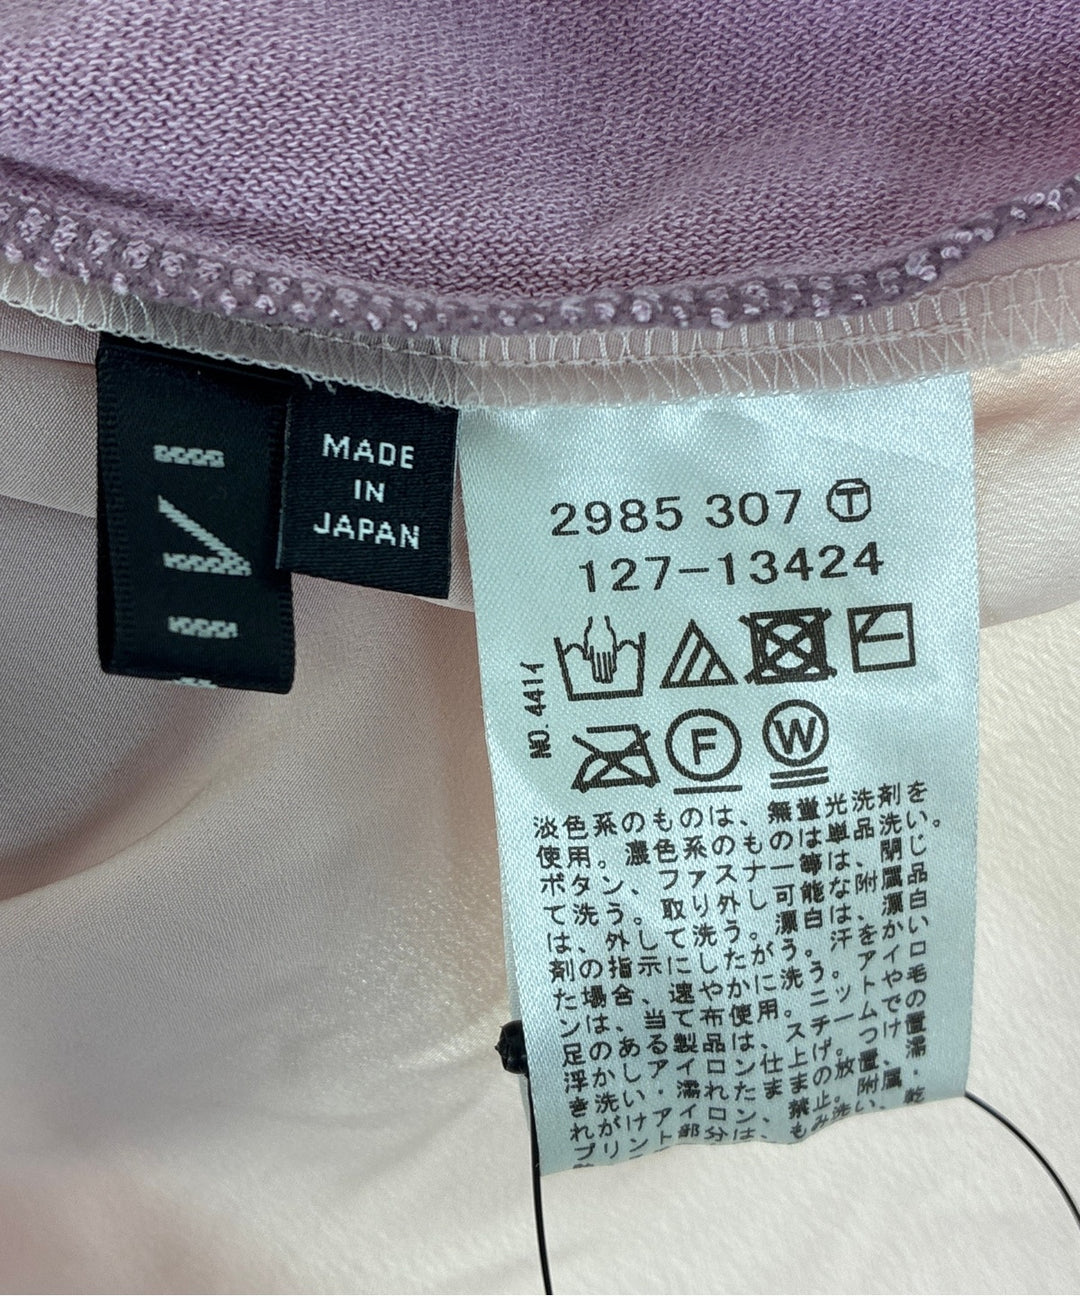 MADE
IN
JAPAN
2985 307 Ⓣ
127-13424
NO. 4414
F
W
淡色系のものは、無蛍光洗剤を
使用。濃色系のものは単品洗い。
ボタン、ファスナー等は、閉じ
て洗う。取り外し可能な附属品
は、外して洗う。漂白は、漂白
剤の指示にしたがう。汗をかい
た場合、速やかに洗う。アイロ
ンは、当て布使用。ニットや毛
足のある製品は、スチームでの
浮かしアイロン仕上げ。つけ置
き洗い・濡れたままの放置、濡
れがけアイロン、禁止。附属・
プリント部分は、もみ洗い、乾